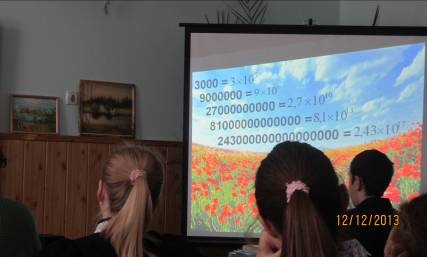 3000 = 3×10³
9000000 = 9×10⁶
27000000000 = 2,7×10¹⁰
81000000000000 = 8,1×10¹³
243000000000000000 = 2,43×10¹⁷
12/12/2013